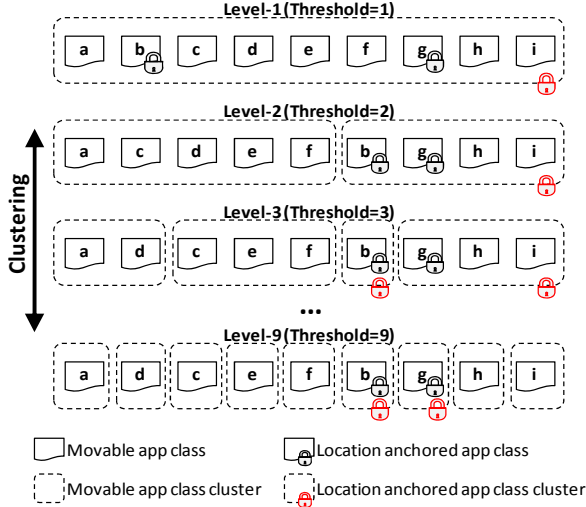 Level-1(Threshold=1)
a b c d e f g h i
Level-2(Threshold=2)
a c d e f b g h i
Level-3(Threshold=3)
a d c e f b g h i
...
Level-9(Threshold=9)
a d c e f b g h i
Clustering
Movable app class
Location anchored app class
Movable app class cluster
Location anchored app class cluster